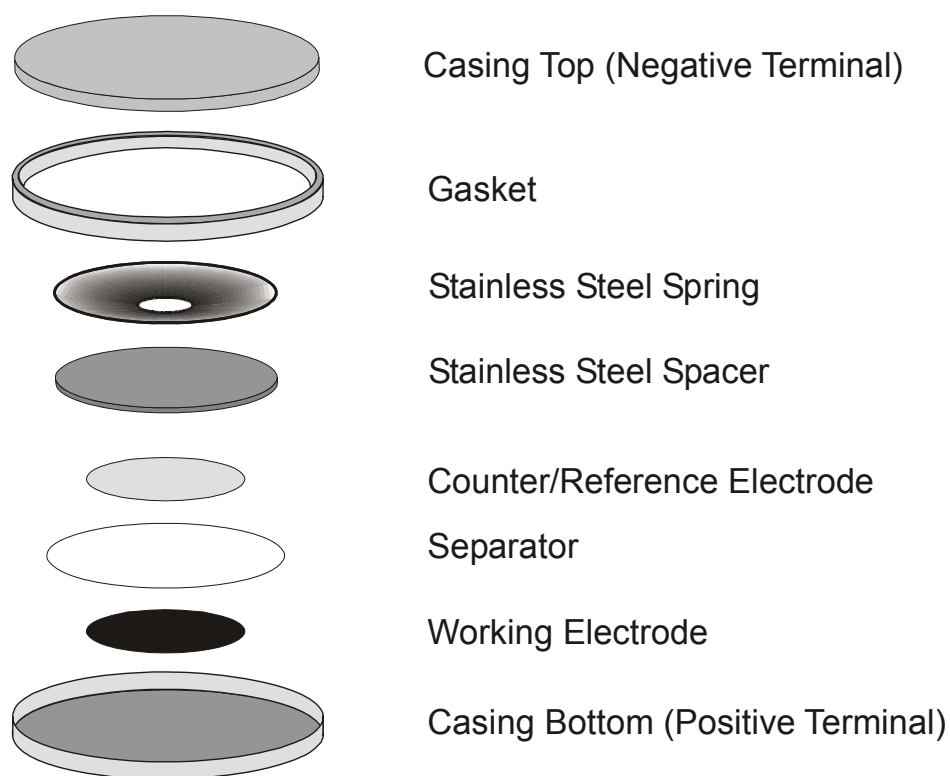 Casing Top (Negative Terminal)
Gasket
Stainless Steel Spring
Stainless Steel Spacer
Counter/Reference Electrode
Separator
Working Electrode
Casing Bottom (Positive Terminal)